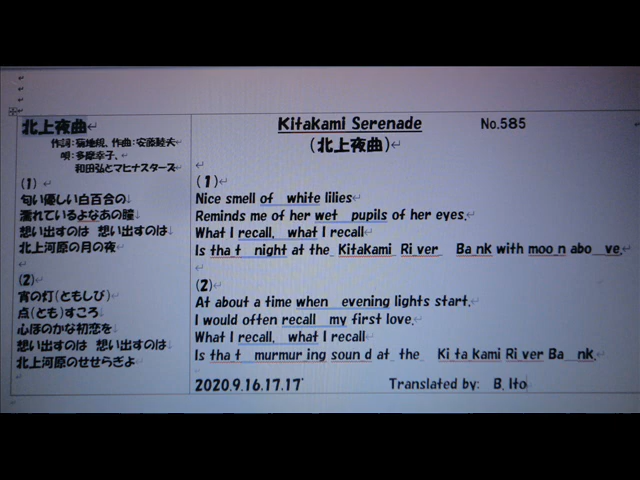 北上夜曲
作詞:菊地規、作曲:安藤睦夫
唄:多摩幸子、
和田弘とマヒナスターズ
(1)
匂い優しい白百合の
濡れているよなあの瞳
想い出すのは 想い出すのは
北上河原の月の夜
(2)
宵の灯(ともしび)
点(とも)すころ
心ほのかな初恋を
想い出すのは 想い出すのは
北上河原のせせらぎよ
Kitakami Serenade No.585
(北上夜曲)
(1)
Nice smell of white lilies
Reminds me of her wet pupils of her eyes.
What I recall, what I recall
Is that night at the Kitakami River Bank with moon above.
(2)
At about a time when evening lights start.
I would often recall my first love.
What I recall, what I recall
Is that murmuring sound at the Kitakami River Bank.
2020.9.16.17.17'  Translated by: B. Ito